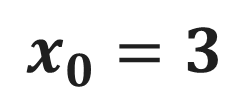 x₀ = 3